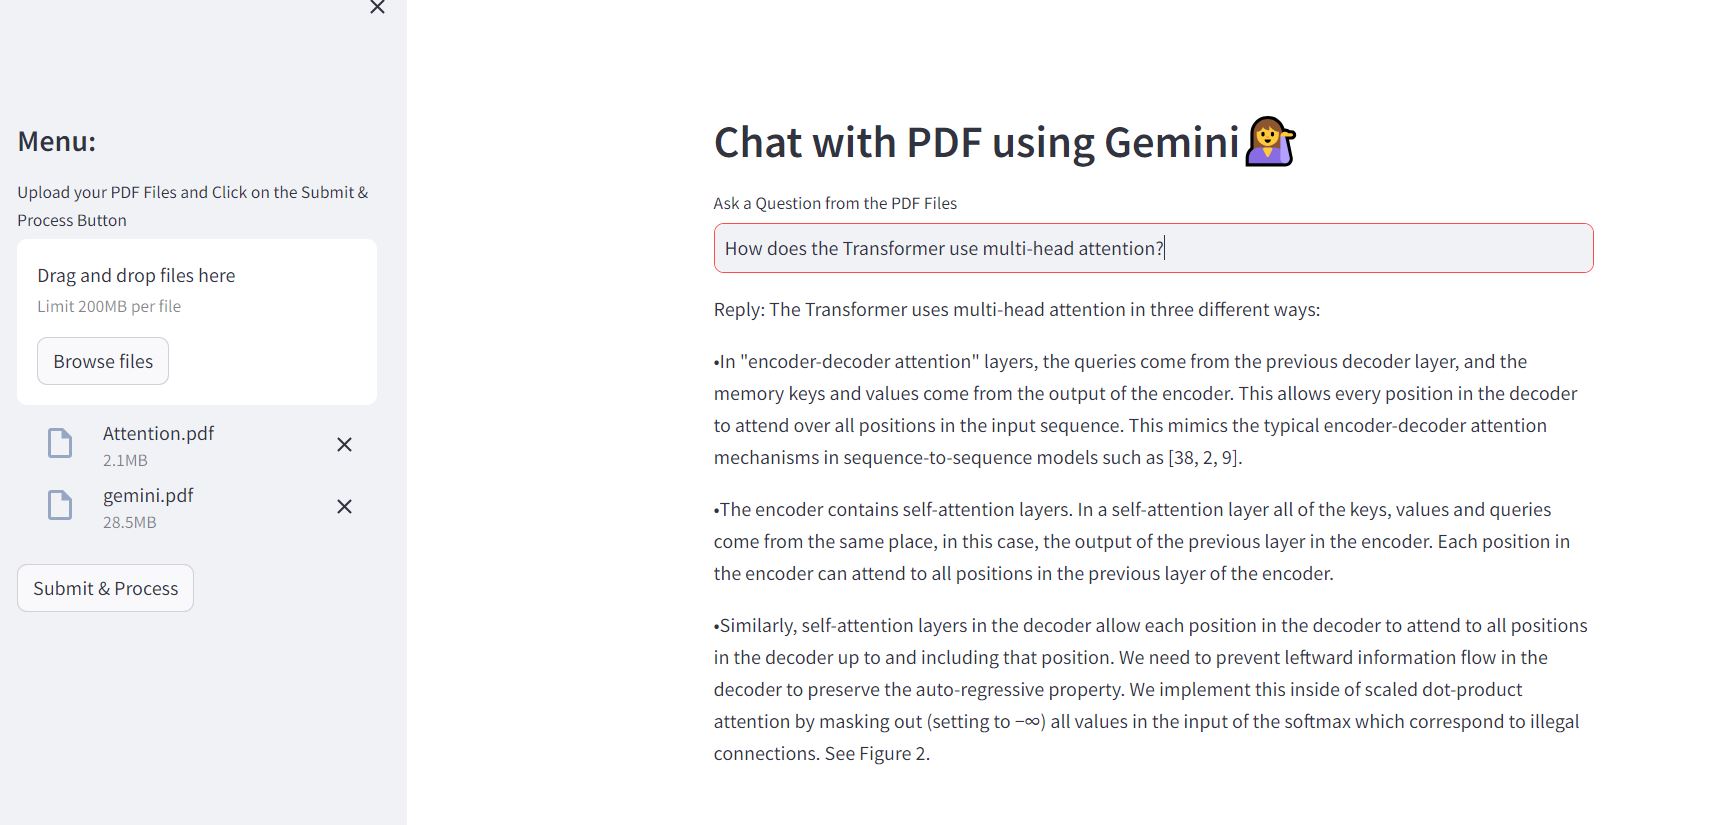 Menu:
Upload your PDF Files and Click on the Submit &
Process Button
Drag and drop files here
Limit 200MB per file
Browse files
Attention.pdf
2.1MB
gemini.pdf
28.5MB
Submit & Process
Chat with PDF using Gemini💁‍♀️
Ask a Question from the PDF Files
How does the Transformer use multi-head attention?
Reply: The Transformer uses multi-head attention in three different ways:
•In "encoder-decoder attention" layers, the queries come from the previous decoder layer, and the
memory keys and values come from the output of the encoder. This allows every position in the decoder
to attend over all positions in the input sequence. This mimics the typical encoder-decoder attention
mechanisms in sequence-to-sequence models such as [38, 2, 9].
•The encoder contains self-attention layers. In a self-attention layer all of the keys, values and queries
come from the same place, in this case, the output of the previous layer in the encoder. Each position in
the encoder can attend to all positions in the previous layer of the encoder.
•Similarly, self-attention layers in the decoder allow each position in the decoder to attend to all positions
in the decoder up to and including that position. We need to prevent leftward information flow in the
decoder to preserve the auto-regressive property. We implement this inside of scaled dot-product
attention by masking out (setting to −∞) all values in the input of the softmax which correspond to illegal
connections. See Figure 2.